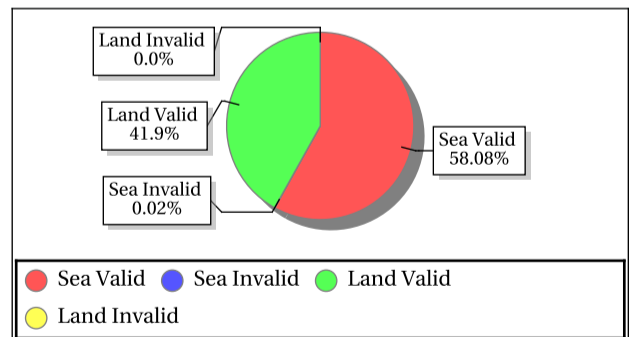 Land Invalid
0.0%
Land Valid
41.9%
Sea Invalid
0.02%
Sea Valid
58.08%
Sea Valid Sea Invalid Land Valid
Land Invalid